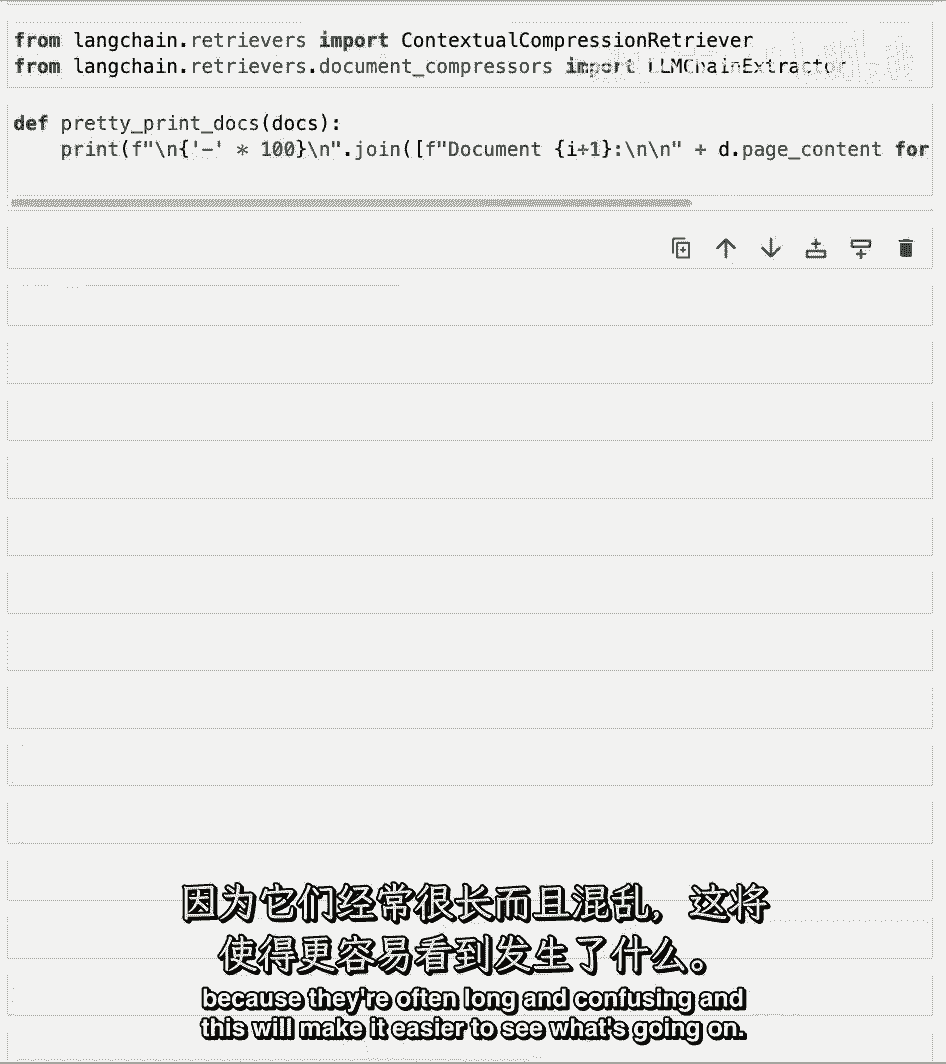 from langchain.retrievers import ContextualCompressionRetriever
from langchain.retrievers.document_compressors import LLMChainExtractor
def pretty_print_docs(docs):
    print(f"\n{'-' * 100}\n".join([f"Document {i+1}:\n\n" + d.page_content for
因为它们经常很长而且混乱，这将
使得更容易看到发生了什么。
because they're often long and confusing and
this will make it easier to see what's going on.